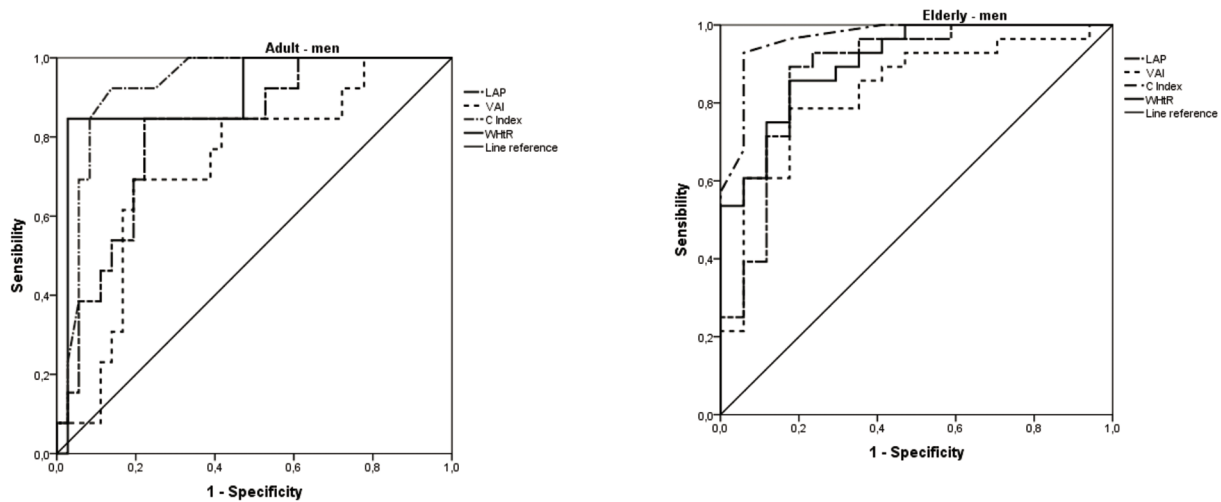 Adult - men
1,0
0,8
0,6
0,4
0,2
0,0
Sensibility
0,0 0,2 0,4 0,6 0,8 1,0
1 - Specificity
LAP
VAI
C Index
WHtR
Line reference
Elderly - men
1,0
0,8
0,6
0,4
0,2
0,0
Sensibility
0,0 0,2 0,4 0,6 0,8 1,0
1 - Specificity
LAP
VAI
C Index
WHtR
Line reference